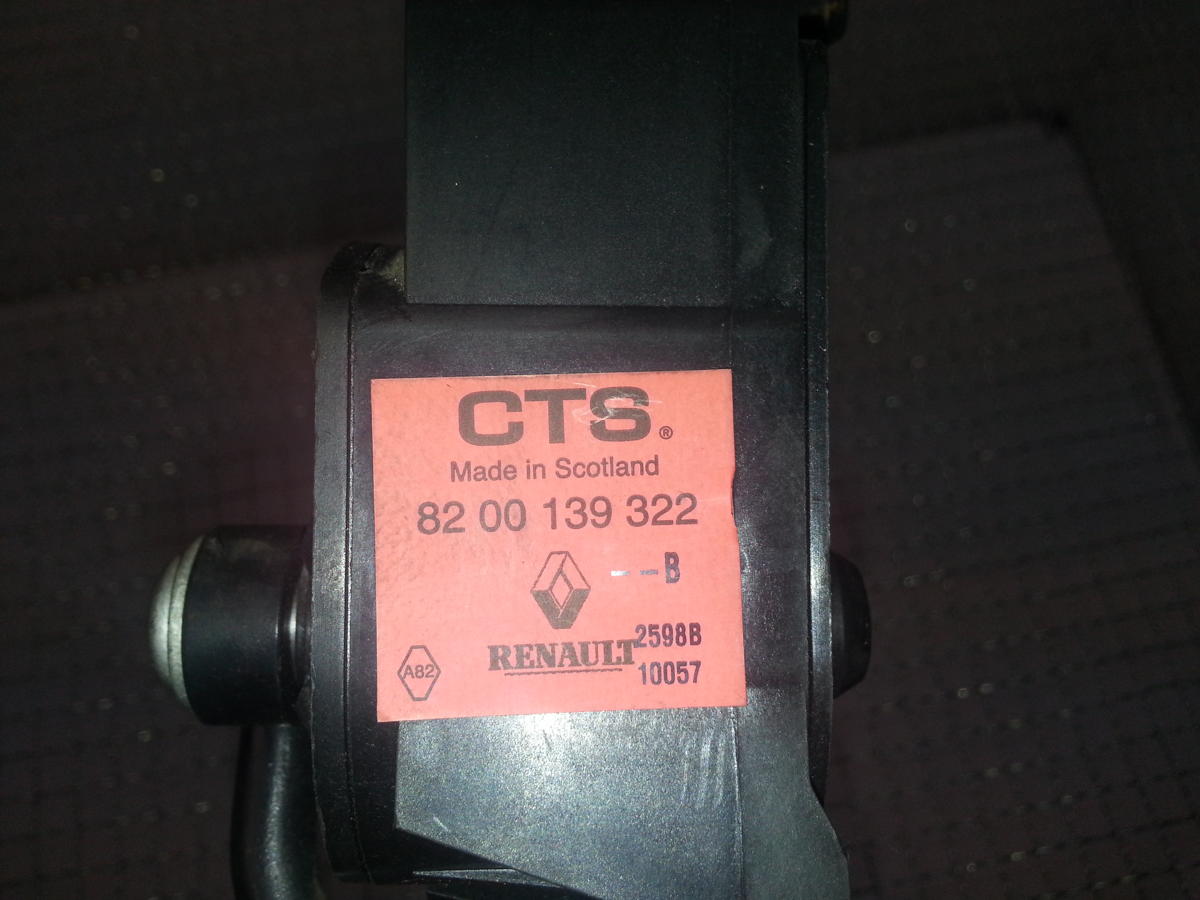 CTS®
Made in Scotland
82 00 139 322
- - B
RENAULT
2598B
10057
A82